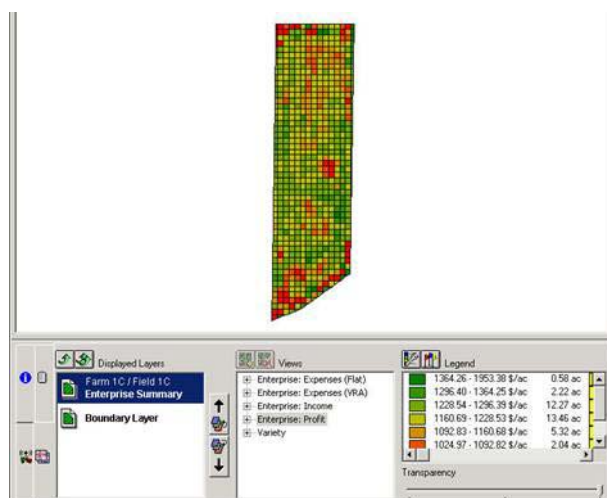 Displayed Layers
Farm 1C / Field 1C
Enterprise Summary
Boundary Layer
Views
Enterprise: Expenses (Flat)
Enterprise: Expenses (VRA)
Enterprise: Income
Enterprise: Profit
Variety
Legend
1364.26 - 1953.38 $/ac 0.58 ac
1296.40 - 1364.25 $/ac 2.22 ac
1228.54 - 1296.39 $/ac 12.27 ac
1160.69 - 1228.53 $/ac 13.46 ac
1092.83 - 1160.68 $/ac 5.32 ac
1024.97 - 1092.82 $/ac 2.04 ac
Transparency